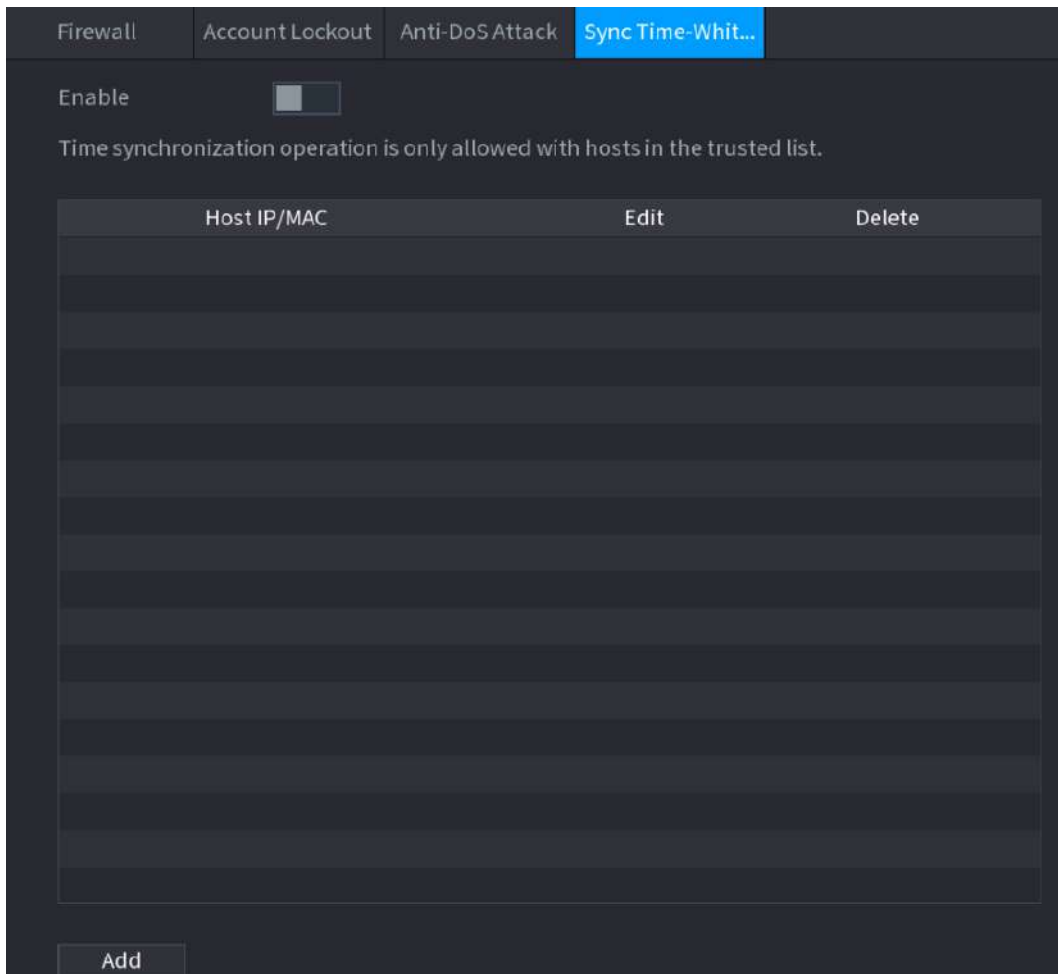 Firewall Account Lockout Anti-DoS Attack Sync Time-Whit...
Enable
Time synchronization operation is only allowed with hosts in the trusted list.
Host IP/MAC Edit Delete
Add